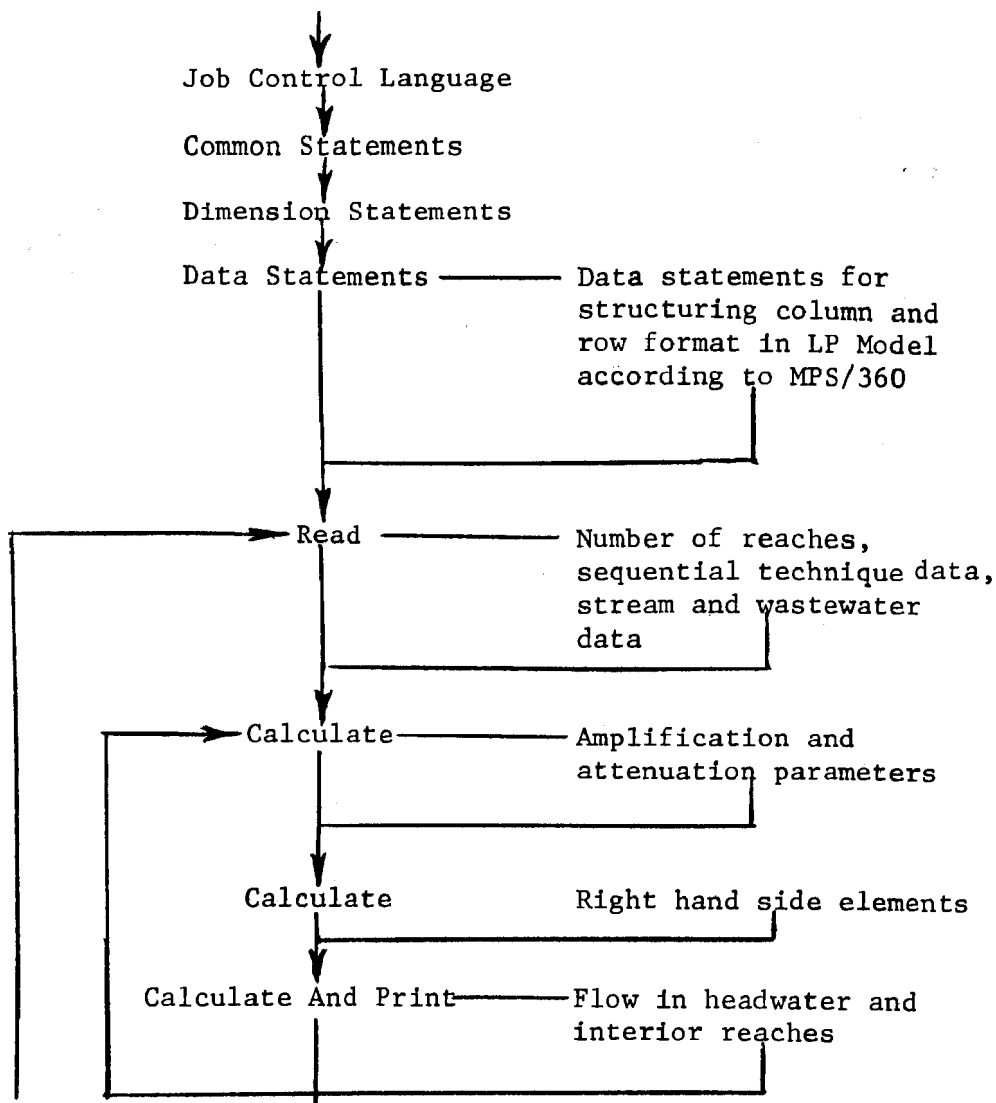 Job Control Language
Common Statements
Dimension Statements
Data Statements
Data statements for
structuring column and
row format in LP Model
according to MPS/360
Read
Number of reaches,
sequential technique data,
stream and wastewater
data
Calculate
Amplification and
attenuation parameters
Calculate
Right hand side elements
Calculate And Print
Flow in headwater and
interior reaches